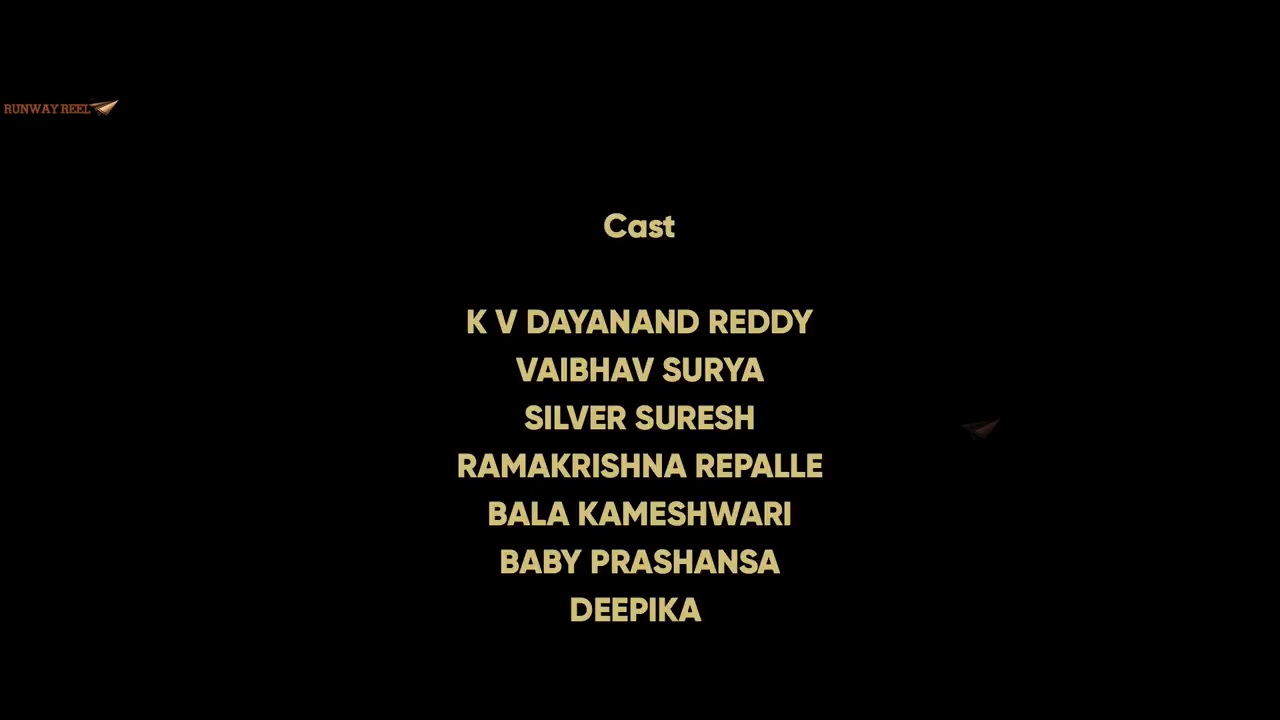 RUNWAY REEL
Cast
K V DAYANAND REDDY
VAIBHAV SURYA
SILVER SURESH
RAMAKRISHNA REPALLE
BALA KAMESHWARI
BABY PRASHANSA
DEEPIKA